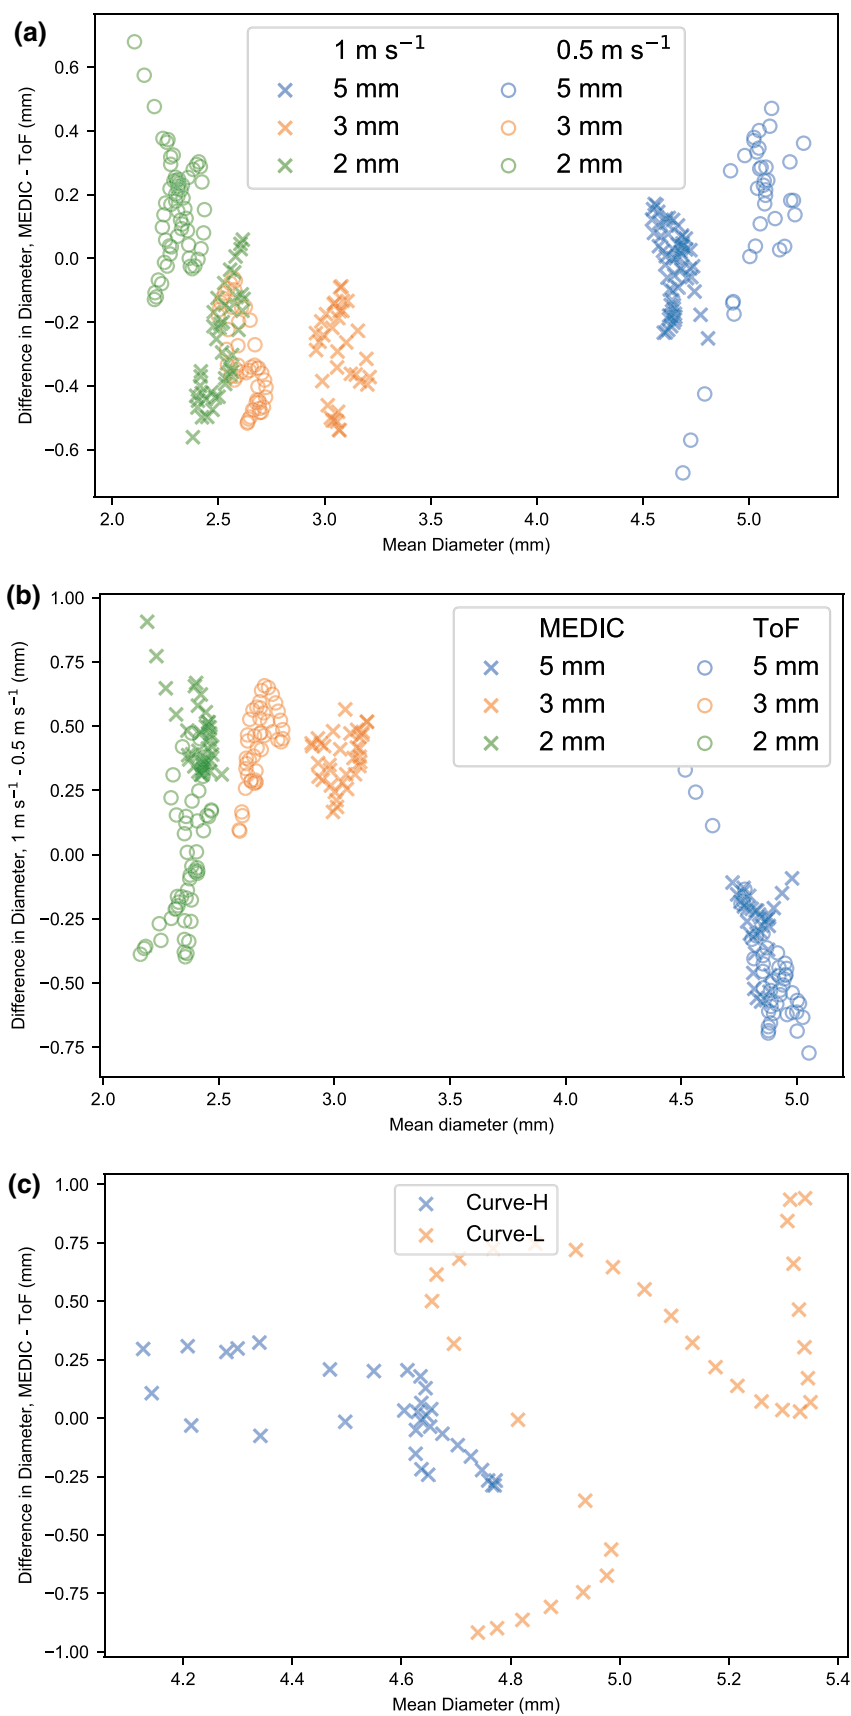 (a)
1 m s⁻¹ 0.5 m s⁻¹
5 mm 5 mm
3 mm 3 mm
2 mm 2 mm
Difference in Diameter, MEDIC - ToF (mm)
0.6
0.4
0.2
0.0
−0.2
−0.4
−0.6
2.0 2.5 3.0 3.5 4.0 4.5 5.0
Mean Diameter (mm)
(b)
MEDIC ToF
5 mm 5 mm
3 mm 3 mm
2 mm 2 mm
Difference in Diameter, 1 m s⁻¹ - 0.5 m s⁻¹ (mm)
1.00
0.75
0.50
0.25
0.00
−0.25
−0.50
−0.75
2.0 2.5 3.0 3.5 4.0 4.5 5.0
Mean diameter (mm)
(c)
Curve-H
Curve-L
Difference in Diameter, MEDIC - ToF (mm)
1.00
0.75
0.50
0.25
0.00
−0.25
−0.50
−0.75
−1.00
4.2 4.4 4.6 4.8 5.0 5.2 5.4
Mean Diameter (mm)